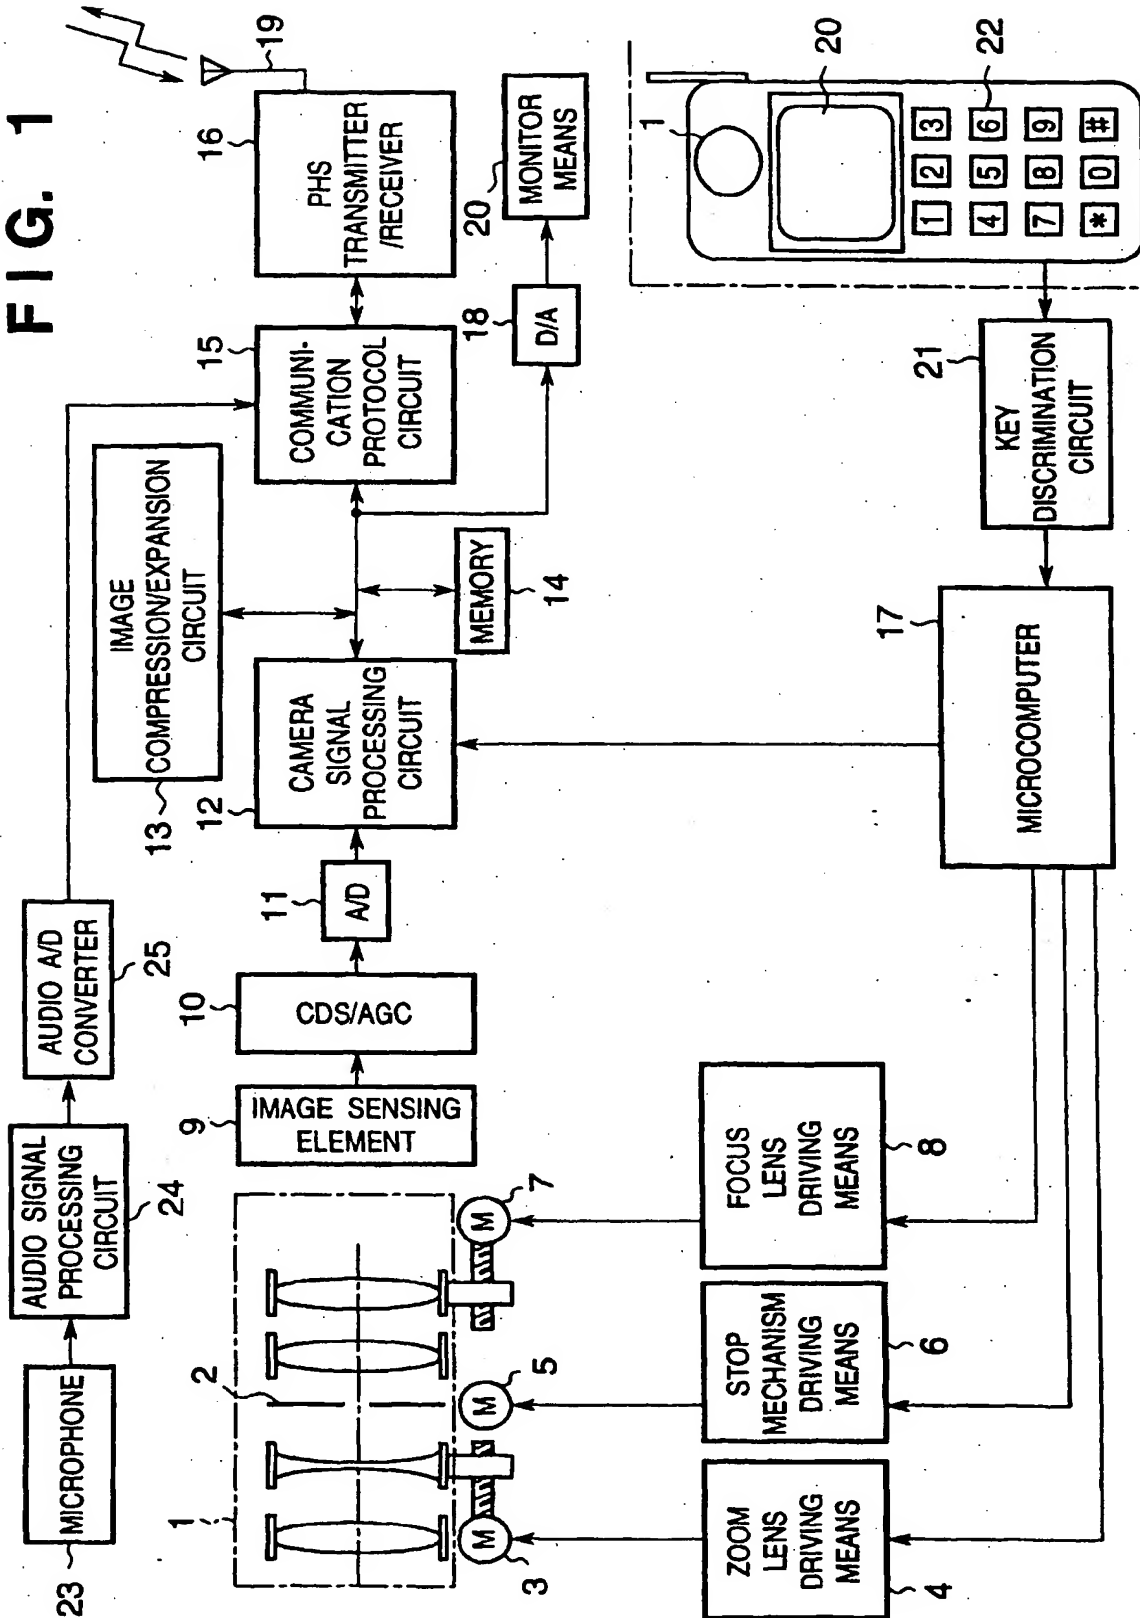 FIG. 1
23
MICROPHONE
AUDIO SIGNAL
PROCESSING
CIRCUIT
24
AUDIO A/D
CONVERTER
25
13
IMAGE
COMPRESSION/EXPANSION
CIRCUIT
1
2
3
M
5
M
7
M
9
IMAGE SENSING
ELEMENT
10
CDS/AGC
11
A/D
12
CAMERA
SIGNAL
PROCESSING
CIRCUIT
MEMORY
14
15
COMMUNI-
CATION
PROTOCOL
CIRCUIT
16
PHS
TRANSMITTER
/RECEIVER
19
18
D/A
20
MONITOR
MEANS
ZOOM
LENS
DRIVING
MEANS
4
STOP
MECHANISM
DRIVING
MEANS
6
FOCUS
LENS
DRIVING
MEANS
8
17
MICROCOMPUTER
21
KEY
DISCRIMINATION
CIRCUIT
1
20
1 2 3
4 5 6
22
7 8 9
* 0 #